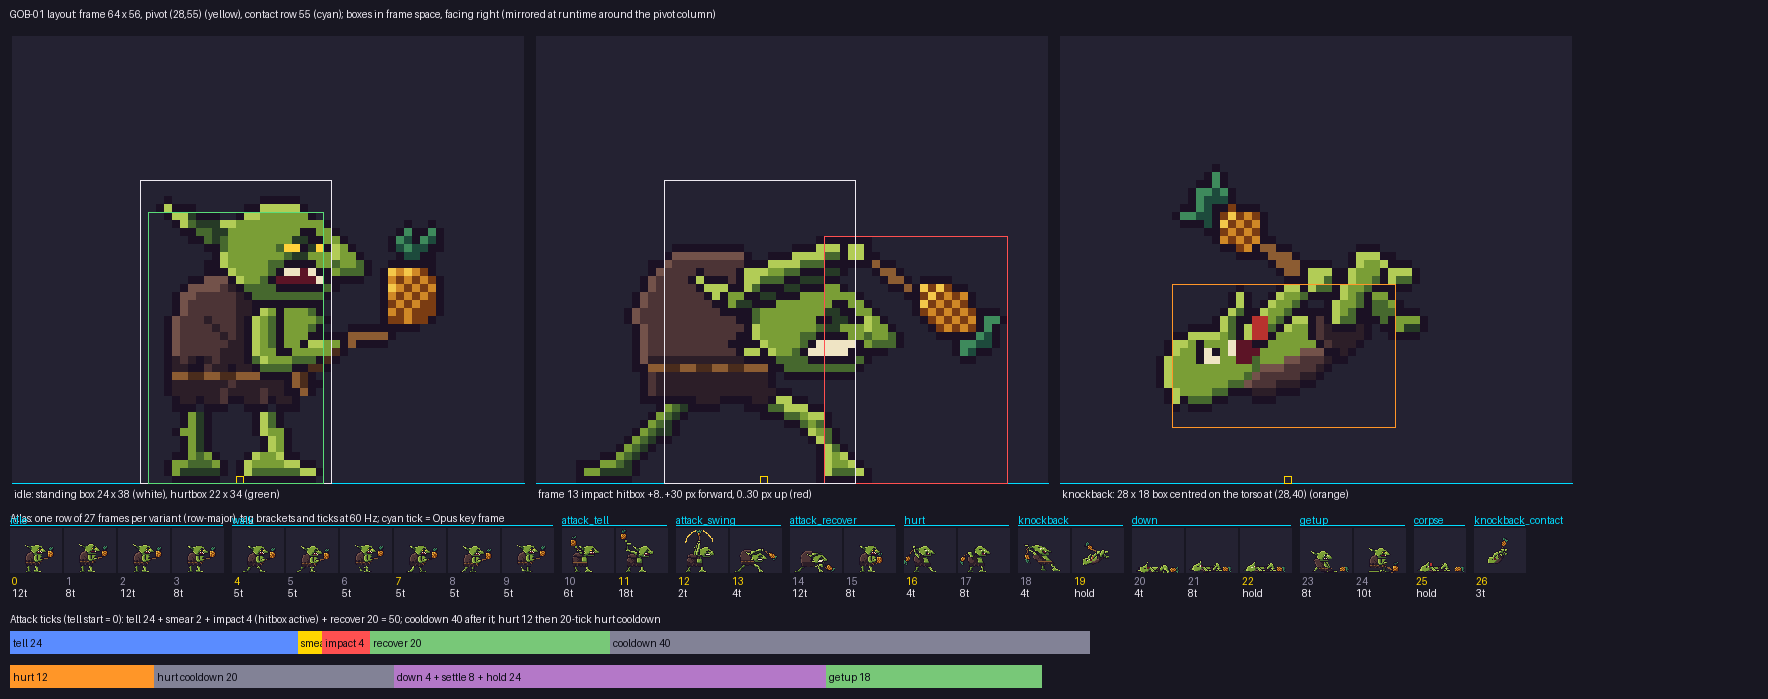 GOB-01 layout: frame 64 x 56, pivot (28,55) (yellow), contact row 55 (cyan); boxes in frame space, facing right (mirrored at runtime around the pivot column)
idle: standing box 24 x 38 (white), hurtbox 22 x 34 (green)
frame 13 impact: hitbox +8..+30 px forward, 0..30 px up (red)
knockback: 28 x 18 box centred on the torso at (28,40) (orange)
Atlas: one row of 27 frames per variant (row-major), tag brackets and ticks at 60 Hz; cyan tick = Opus key frame
attack_tell attack_swing attack_recover hurt knockback down getup corpse knockback_contact
0 1 2 3 4 5 6 7 8 9 10 11 12 13 14 15 16 17 18 19 20 21 22 23 24 25 26
12t 8t 12t 8t 5t 5t 5t 5t 5t 5t 6t 18t 2t 4t 12t 8t 4t 8t 4t hold 4t 8t hold 8t 10t hold 3t
Attack ticks (tell start = 0): tell 24 + smear 2 + impact 4 (hitbox active) + recover 20 = 50; cooldown 40 after it; hurt 12 then 20-tick hurt cooldown
tell 24 smea impact 4 recover 20 cooldown 40
hurt 12 hurt cooldown 20 down 4 + settle 8 + hold 24 getup 18